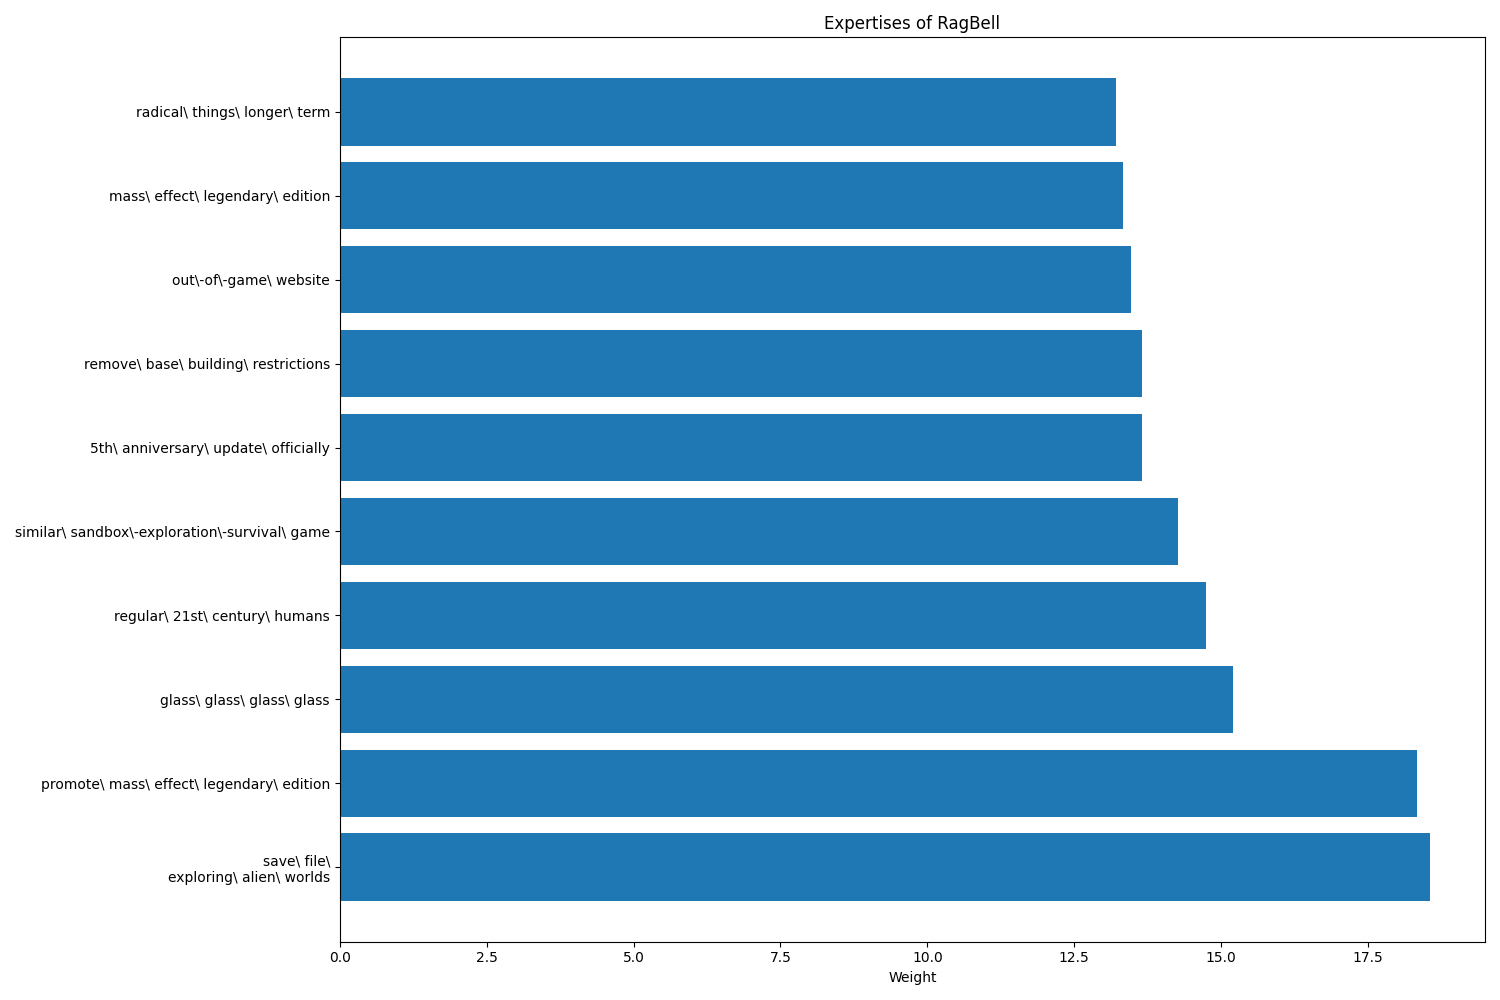 Expertises of RagBell
radical\ things\ longer\ term
mass\ effect\ legendary\ edition
out\-of\-game\ website
remove\ base\ building\ restrictions
5th\ anniversary\ update\ officially
similar\ sandbox\-exploration\-survival\ game
regular\ 21st\ century\ humans
glass\ glass\ glass\ glass
promote\ mass\ effect\ legendary\ edition
save\ file\
exploring\ alien\ worlds
0.0 2.5 5.0 7.5 10.0 12.5 15.0 17.5
Weight